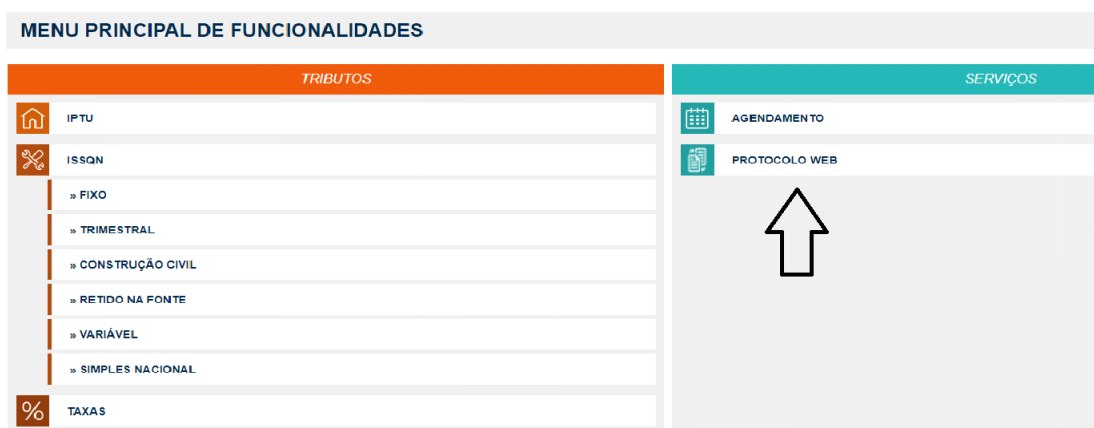 MENU PRINCIPAL DE FUNCIONALIDADES
TRIBUTOS
IPTU
ISSQN
» FIXO
» TRIMESTRAL
» CONSTRUÇÃO CIVIL
» RETIDO NA FONTE
» VARIÁVEL
» SIMPLES NACIONAL
% TAXAS
SERVIÇOS
AGENDAMENTO
PROTOCOLO WEB